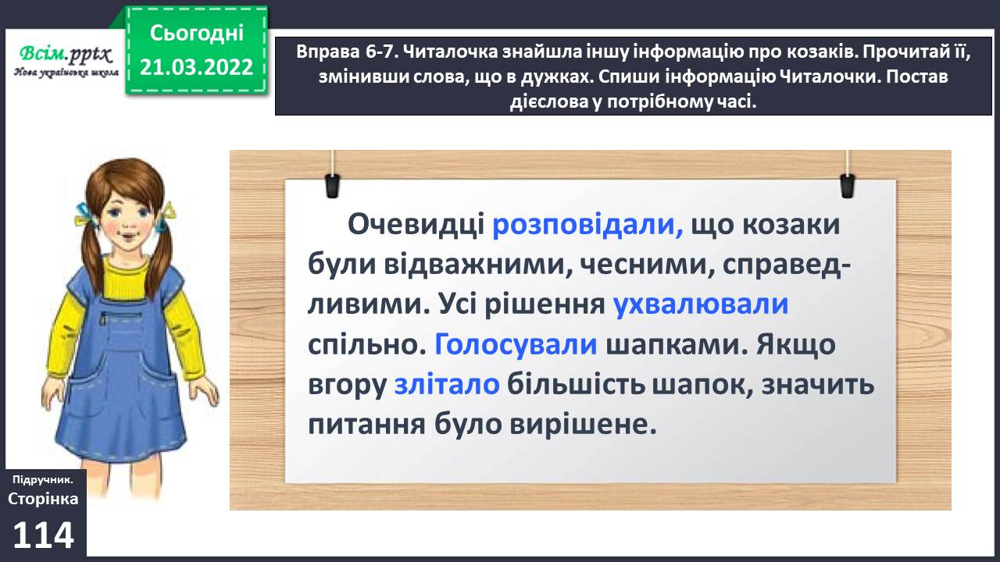 Сьогодні
21.03.2022
Всім.pptx
Нова українська школа
Вправа 6-7. Читалочка знайшла іншу інформацію про козаків. Прочитай її,
змінивши слова, що в дужках. Спиши інформацію Читалочки. Постав
дієслова у потрібному часі.
Очевидці розповідали, що козаки
були відважними, чесними, справед-
ливими. Усі рішення ухвалювали
спільно. Голосували шапками. Якщо
вгору злітало більшість шапок, значить
питання було вирішене.
Підручник.
Сторінка
114